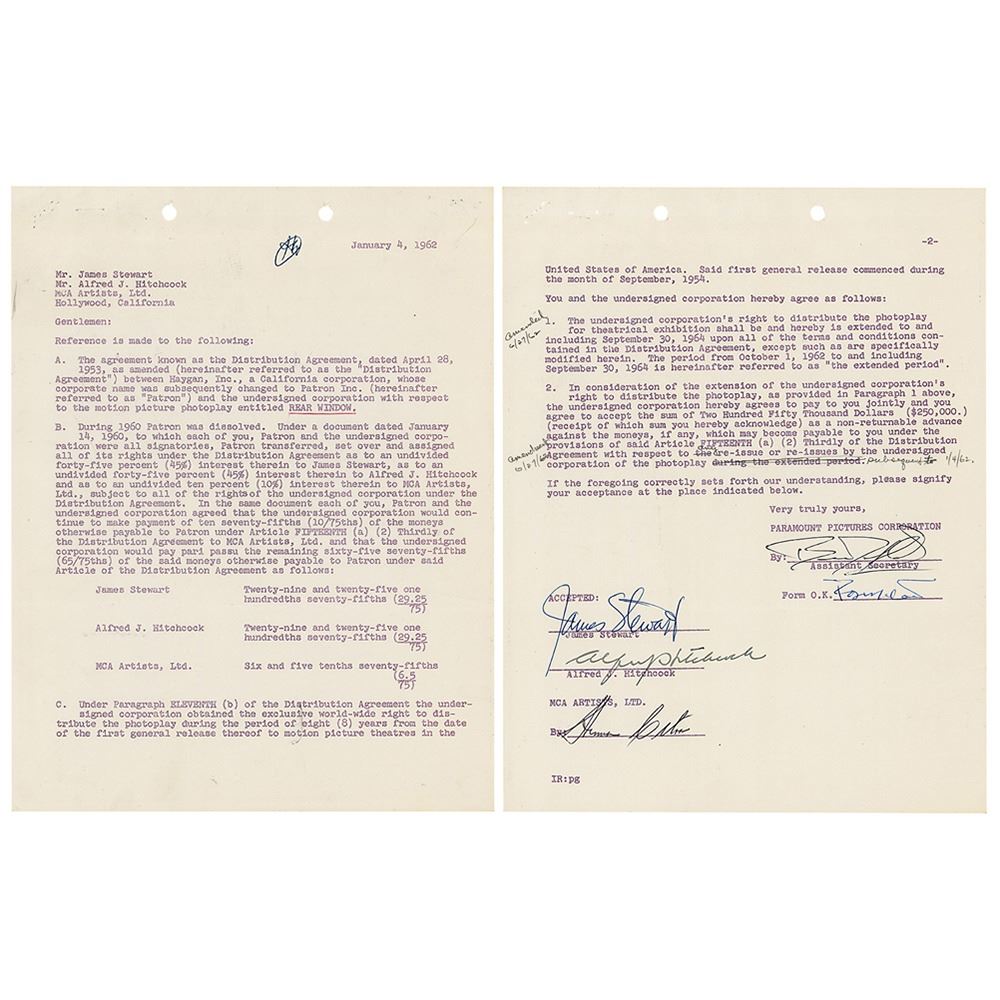 January 4, 1962
Mr. James Stewart
Mr. Alfred J. Hitchcock
MCA Artists, Ltd.
Hollywood, California
Gentlemen:
Reference is made to the following:
A. The agreement known as the Distribution Agreement, dated April 28,
1953, as amended (hereinafter referred to as the "Distribution
Agreement") between Haygan, Inc., a California corporation, whose
corporate name was subsequently changed to Patron Inc. (hereinafter
referred to as "Patron") and the undersigned corporation with respect
to the motion picture photoplay entitled REAR WINDOW.
B. During 1960 Patron was dissolved. Under a document dated January
14, 1960, to which each of you, Patron and the undersigned corpo-
ration were all signatories, Patron transferred, set over and assigned
all of its rights under the Distribution Agreement as to an undivided
forty-five percent (45%) interest therein to James Stewart, as to an
undivided forty-five percent (45%) interest therein to Alfred J. Hitchcock
and as to an undivided ten percent (10%) interest therein to MCA Artists,
Ltd., subject to all of the rights of the undersigned corporation under the
Distribution Agreement. In the same document each of you, Patron and the
undersigned corporation agreed that the undersigned corporation would con-
tinue to make payment of ten seventy-fifths (10/75ths) of the moneys
otherwise payable to Patron under Article FIFTEENTH (a) (2) Thirdly of
the Distribution Agreement to MCA Artists, Ltd. and that the undersigned
corporation would pay pari passu the remaining sixty-five seventy-fifths
(65/75ths) of the said moneys otherwise payable to Patron under said
Article of the Distribution Agreement as follows:
James Stewart Twenty-nine and twenty-five one
hundredths seventy-fifths (29.25
75)
Alfred J. Hitchcock Twenty-nine and twenty-five one
hundredths seventy-fifths (29.25
75)
MCA Artists, Ltd. Six and five tenths seventy-fifths
(6.5
75)
C. Under Paragraph ELEVENTH (b) of the Distribution Agreement the under-
signed corporation obtained the exclusive world-wide right to dis-
tribute the photoplay during the period of eight (8) years from the date
of the first general release thereof to motion picture theatres in the
-2-
United States of America. Said first general release commenced during
the month of September, 1954.
You and the undersigned corporation hereby agree as follows:
amended
6/27/62
1. The undersigned corporation's right to distribute the photoplay
for theatrical exhibition shall be and hereby is extended to and
including September 30, 1964 upon all of the terms and conditions con-
tained in the Distribution Agreement, except such as are specifically
modified herein. The period from October 1, 1962 to and including
September 30, 1964 is hereinafter referred to as "the extended period".
2. In consideration of the extension of the undersigned corporation's
right to distribute the photoplay, as provided in Paragraph 1 above,
the undersigned corporation hereby agrees to pay to you jointly and you
agree to accept the sum of Two Hundred Fifty Thousand Dollars ($250,000.)
(receipt of which sum you hereby acknowledge) as a non-returnable advance
against the moneys, if any, which may become payable to you under the
amended
6/27/62
provisions of said Article FIFTEENTH (a) (2) Thirdly of the Distribution
Agreement with respect to the re-issue or re-issues by the undersigned
corporation of the photoplay during the extended period. subsequent to 1/4/62.
If the foregoing correctly sets forth our understanding, please signify
your acceptance at the place indicated below.
Very truly yours,
PARAMOUNT PICTURES CORPORATION
By:
Assistant Secretary
Form O.K.
ACCEPTED:
James Stewart
James Stewart
Alfred J Hitchcock
Alfred J. Hitchcock
MCA ARTISTS, LTD.
By
IR:pg